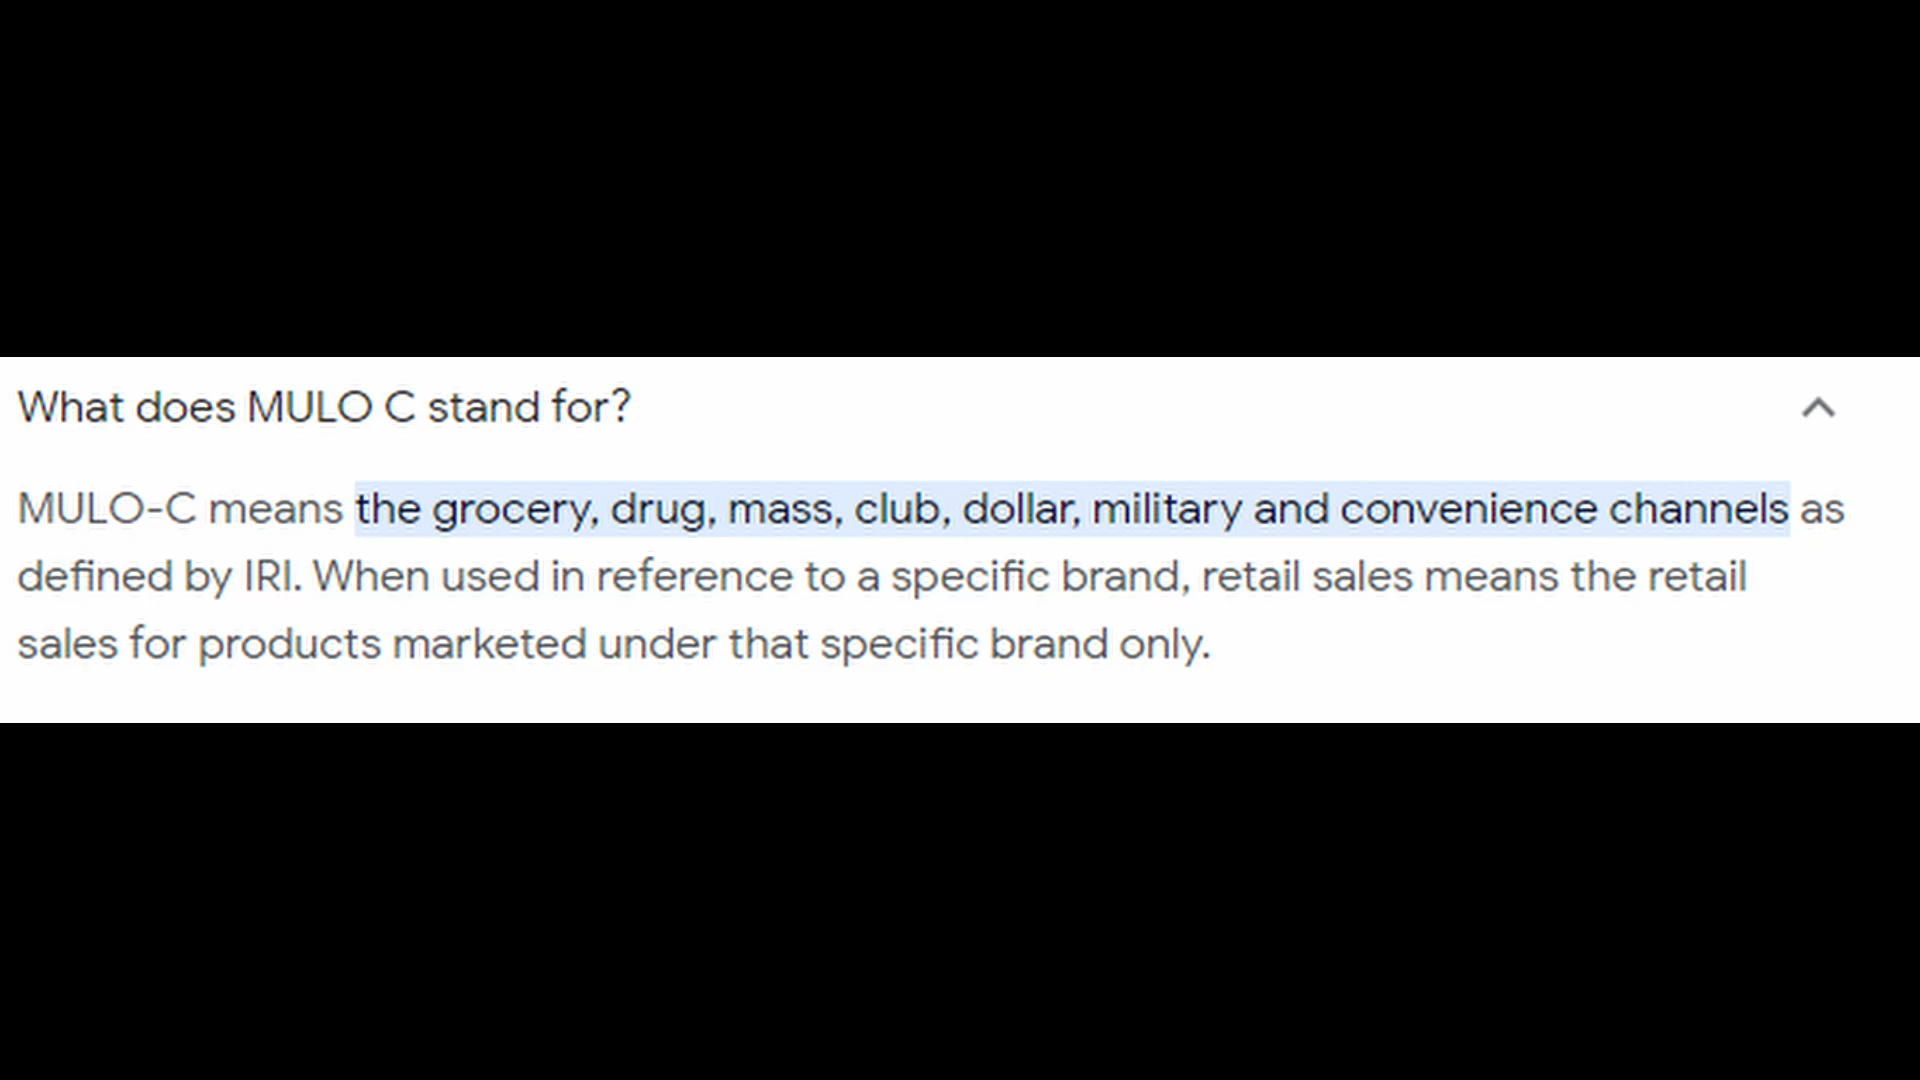 What does MULO C stand for?
MULO-C means the grocery, drug, mass, club, dollar, military and convenience channels as
defined by IRI. When used in reference to a specific brand, retail sales means the retail
sales for products marketed under that specific brand only.